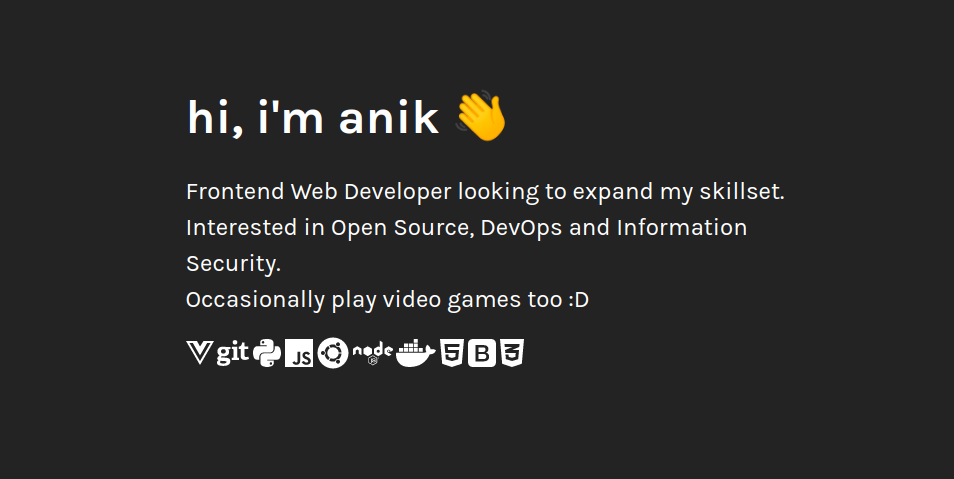 hi, i'm anik 👋
Frontend Web Developer looking to expand my skillset.
Interested in Open Source, DevOps and Information
Security.
Occasionally play video games too :D
git JS node JS 5 B 3